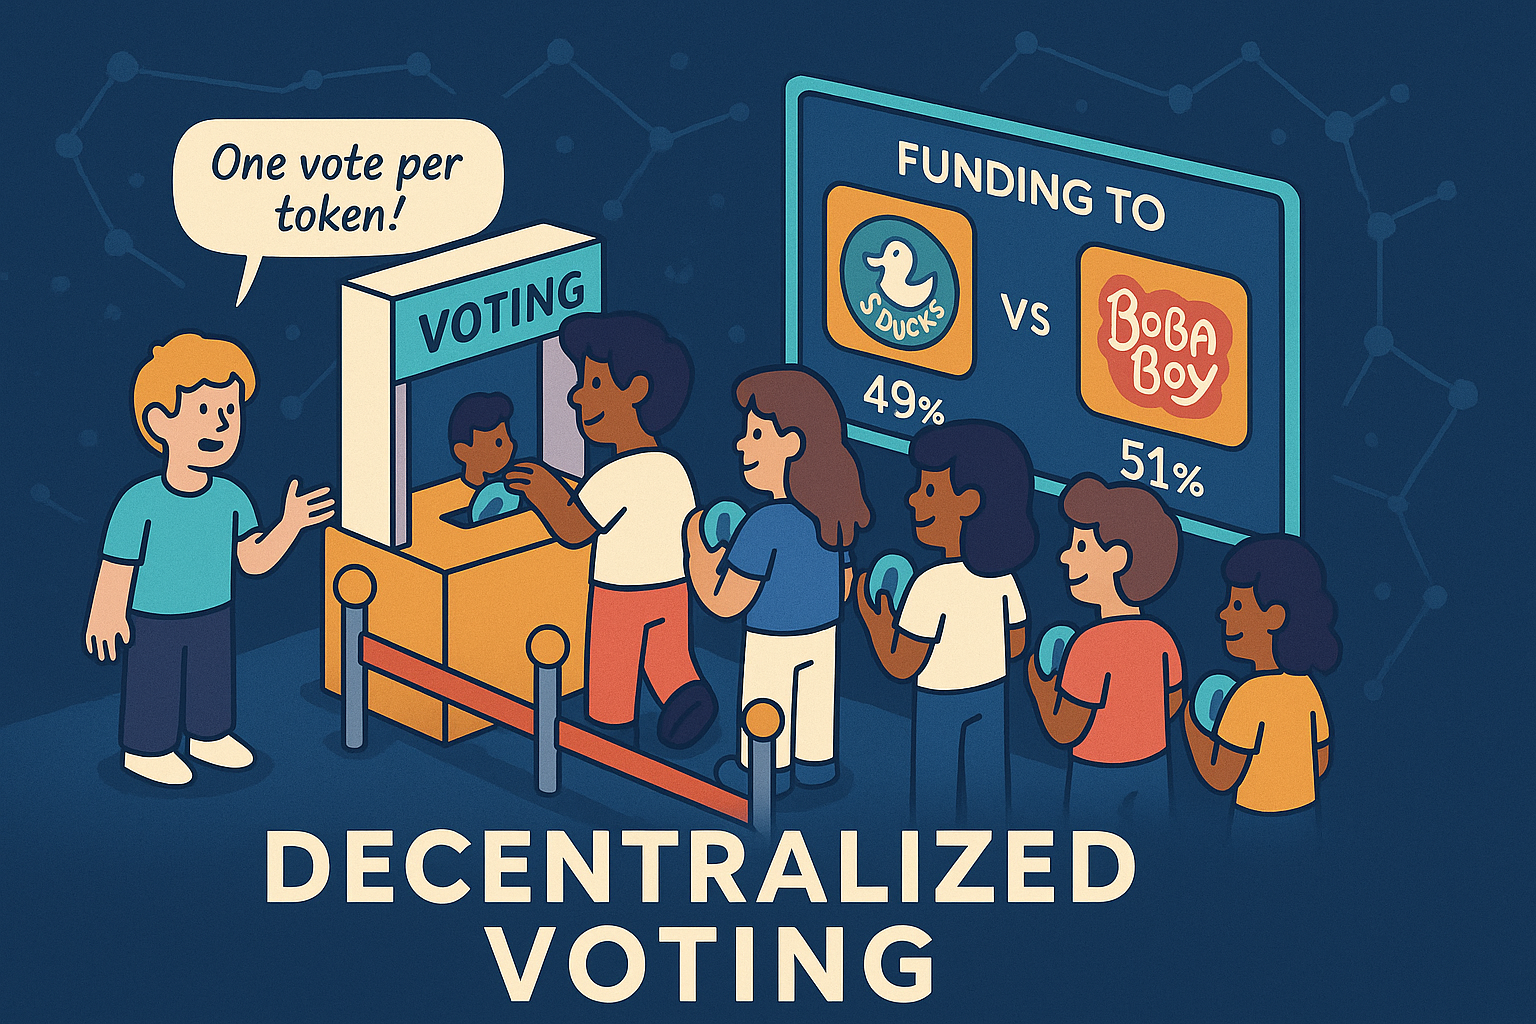 One vote per
token!
VOTING
FUNDING TO
S DUCKS
VS
BOBA
BOY
49%
51%
DECENTRALIZED
VOTING